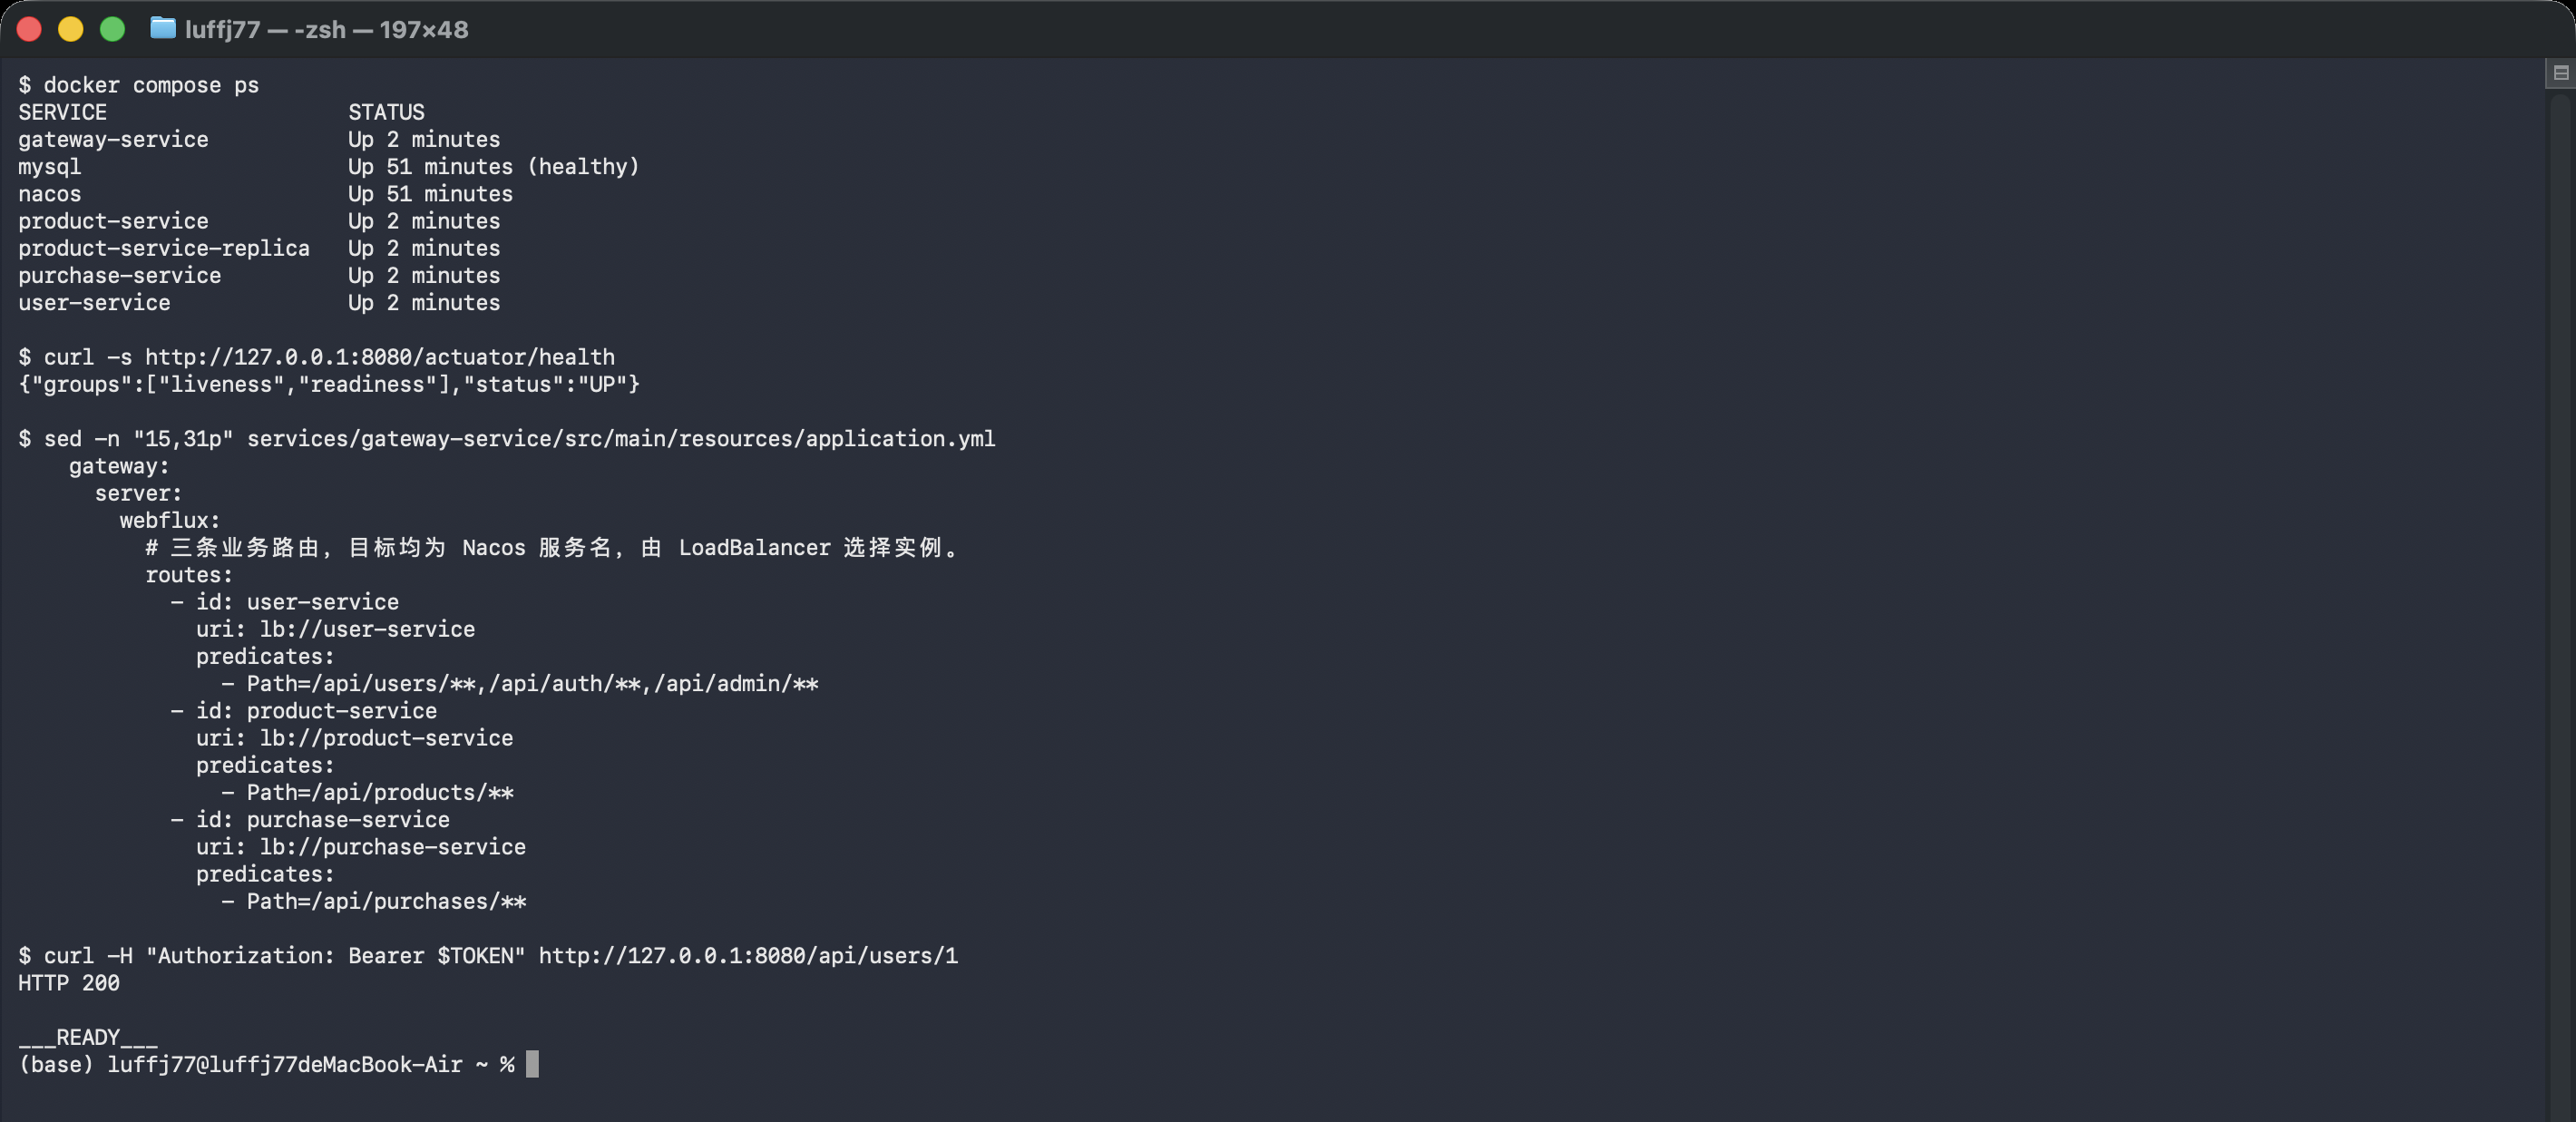 luffj77 — -zsh — 197×48
$ docker compose ps
SERVICE                   STATUS
gateway-service           Up 2 minutes
mysql                     Up 51 minutes (healthy)
nacos                     Up 51 minutes
product-service           Up 2 minutes
product-service-replica   Up 2 minutes
purchase-service          Up 2 minutes
user-service              Up 2 minutes

$ curl -s http://127.0.0.1:8080/actuator/health
{"groups":["liveness","readiness"],"status":"UP"}

$ sed -n "15,31p" services/gateway-service/src/main/resources/application.yml
    gateway:
      server:
        webflux:
          # 三条业务路由，目标均为 Nacos 服务名，由 LoadBalancer 选择实例。
          routes:
            - id: user-service
              uri: lb://user-service
              predicates:
                - Path=/api/users/**,/api/auth/**,/api/admin/**
            - id: product-service
              uri: lb://product-service
              predicates:
                - Path=/api/products/**
            - id: purchase-service
              uri: lb://purchase-service
              predicates:
                - Path=/api/purchases/**

$ curl -H "Authorization: Bearer $TOKEN" http://127.0.0.1:8080/api/users/1
HTTP 200

___READY___
(base) luffj77@luffj77deMacBook-Air ~ %